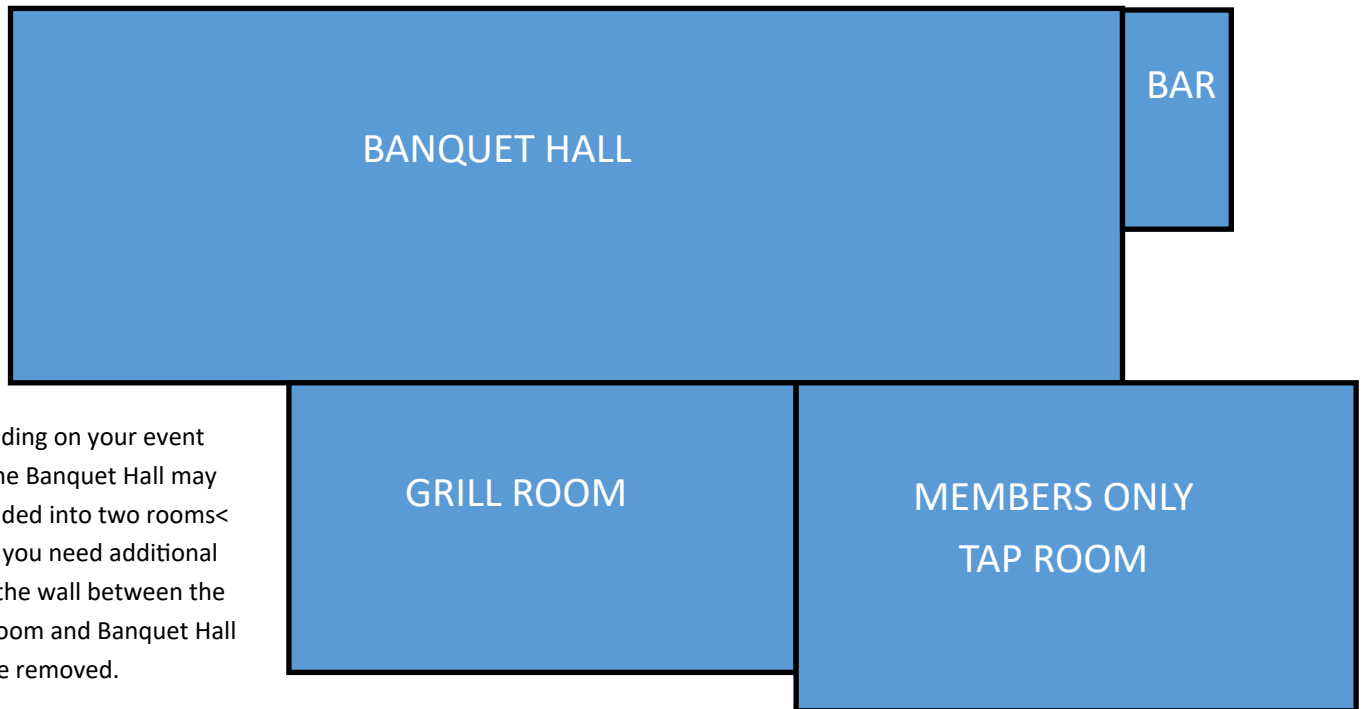 BANQUET HALL
BAR
GRILL ROOM
MEMBERS ONLY
TAP ROOM
ding on your event
he Banquet Hall may
ded into two rooms<
you need additional
the wall between the
oom and Banquet Hall
e removed.